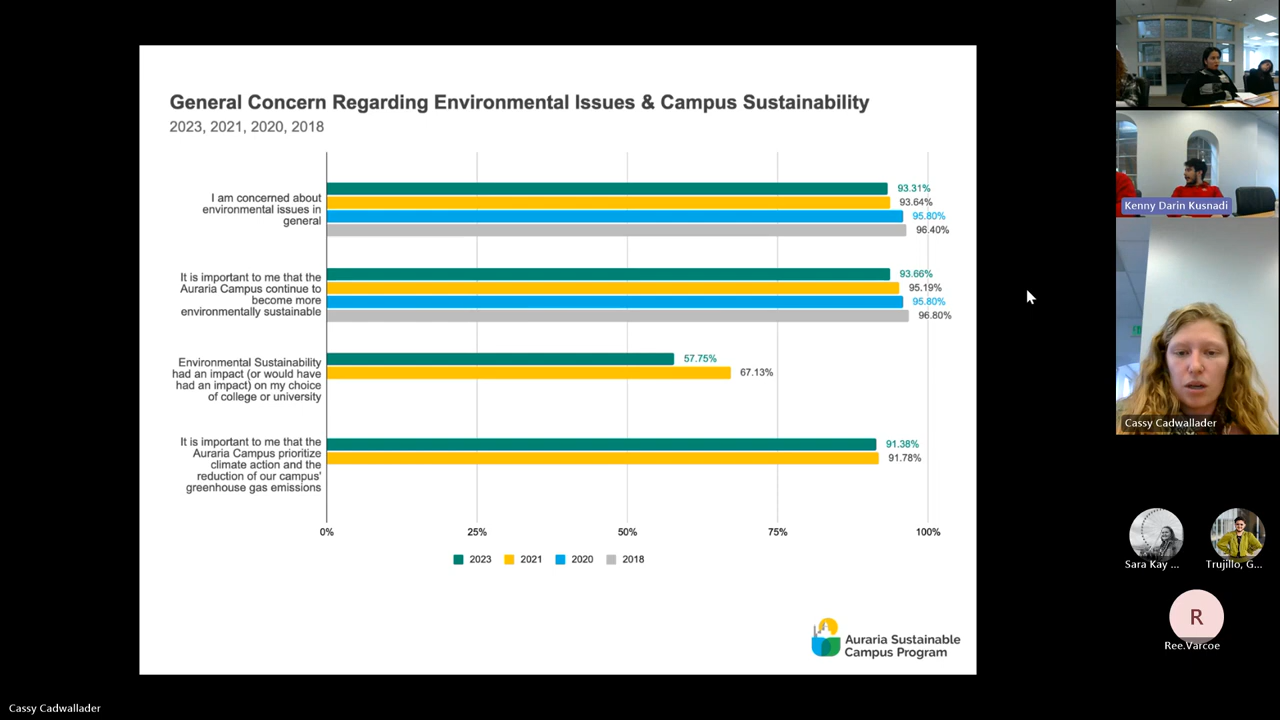 General Concern Regarding Environmental Issues & Campus Sustainability
2023, 2021, 2020, 2018
I am concerned about
environmental issues in
general
93.31%
93.64%
95.80%
96.40%
It is important to me that the
Auraria Campus continue to
become more
environmentally sustainable
93.66%
95.19%
95.80%
96.80%
Environmental Sustainability
had an impact (or would have
had an impact) on my choice
of college or university
57.75%
67.13%
It is important to me that the
Auraria Campus prioritize
climate action and the
reduction of our campus'
greenhouse gas emissions
91.38%
91.78%
0% 25% 50% 75% 100%
2023 2021 2020 2018
Auraria Sustainable
Campus Program
Kenny Darin Kusnadi
Cassy Cadwallader
Sara Kay ...
Trujillo, G...
R
Ree.Varcoe
Cassy Cadwallader